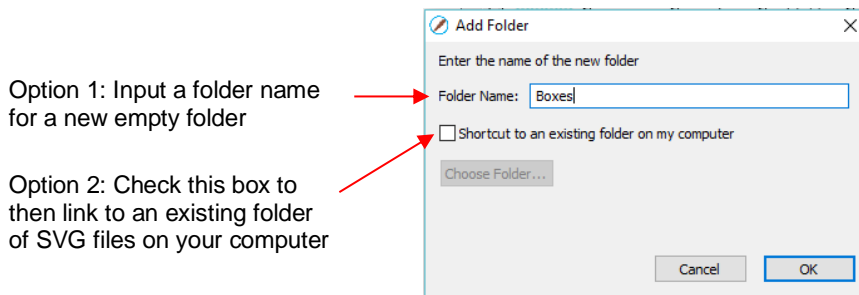 Add Folder
Enter the name of the new folder
Option 1: Input a folder name
for a new empty folder
Folder Name: Boxes
Shortcut to an existing folder on my computer
Option 2: Check this box to
then link to an existing folder
of SVG files on your computer
Choose Folder...
Cancel OK